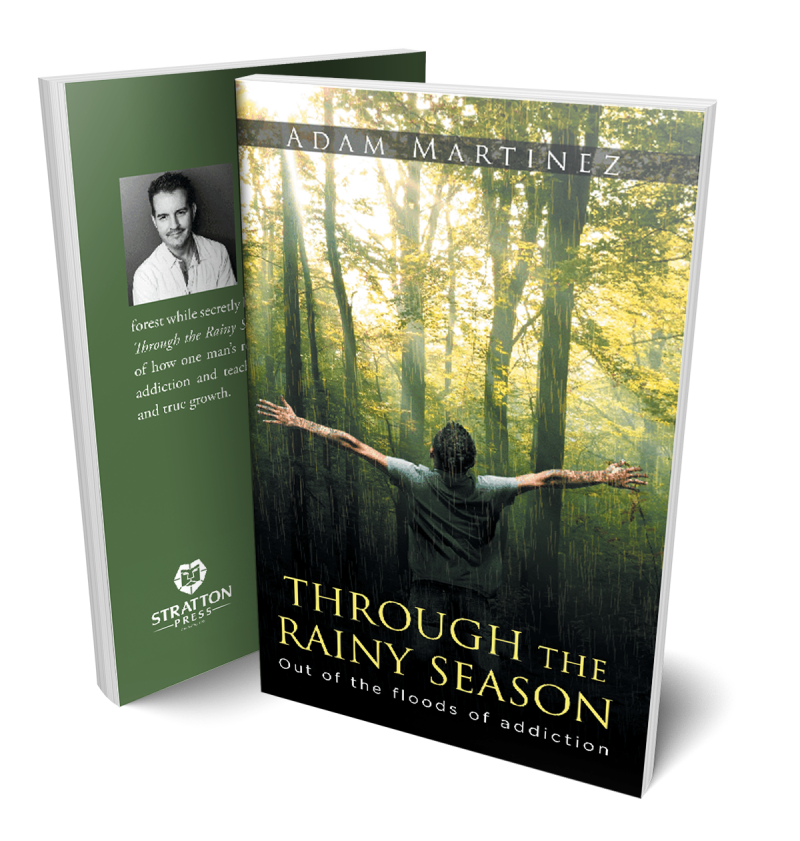 ADAM MARTINEZ
THROUGH THE
RAINY SEASON
Out of the floods of addiction
forest while secretly
Through the Rainy S
of how one man's r
addiction and teac
and true growth.
STRATTON
PRESS